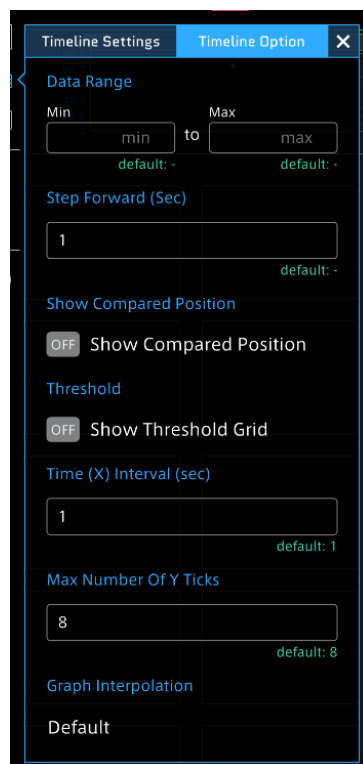 Timeline Settings Timeline Option ×
Data Range
Min Max
min to max
default: - default: -
Step Forward (Sec)
1
default: -
Show Compared Position
OFF Show Compared Position
Threshold
OFF Show Threshold Grid
Time (X) Interval (sec)
1
default: 1
Max Number Of Y Ticks
8
default: 8
Graph Interpolation
Default